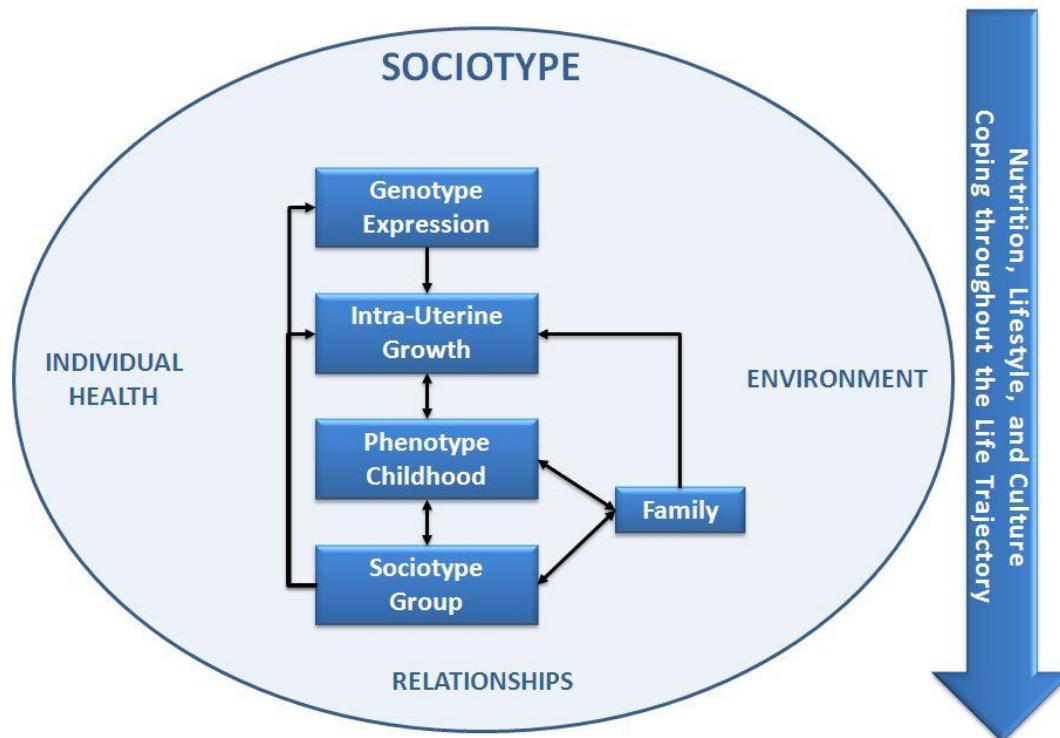 SOCIOTYPE
Genotype
Expression
Intra-Uterine
Growth
INDIVIDUAL
HEALTH
ENVIRONMENT
Phenotype
Childhood
Family
Sociotype
Group
RELATIONSHIPS
Nutrition, Lifestyle, and Culture
Coping throughout the Life Trajectory